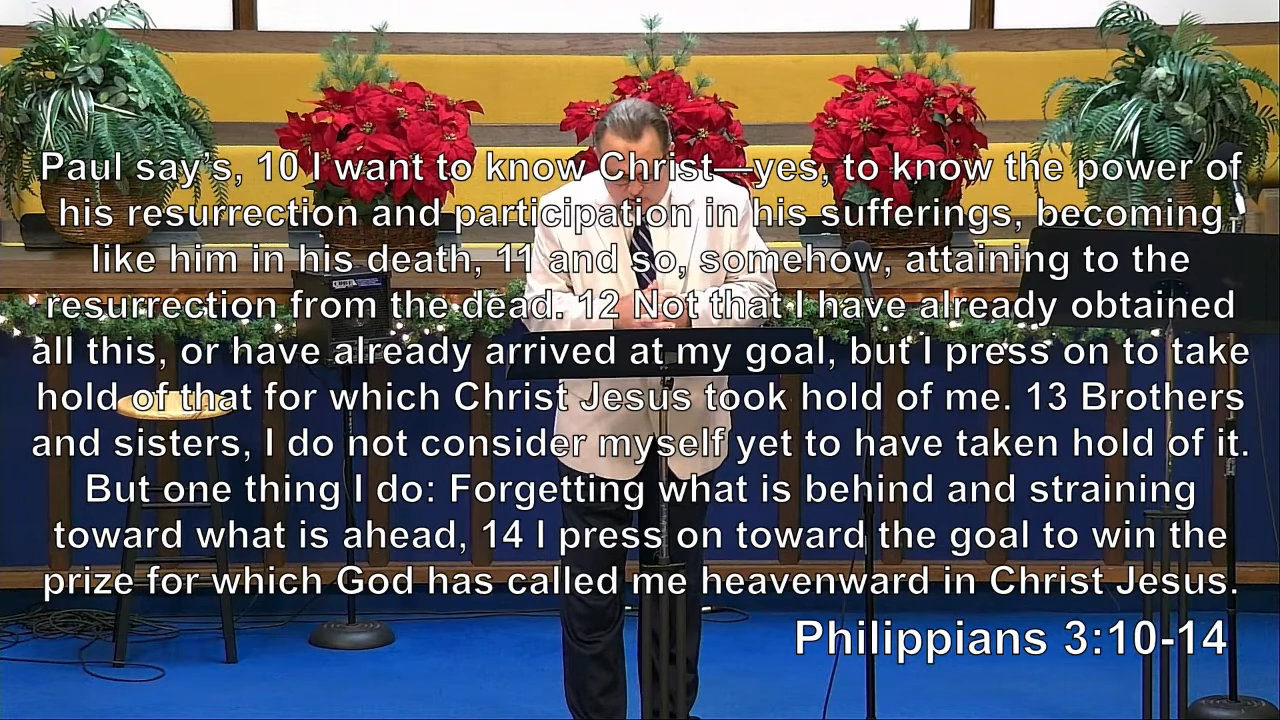 Paul say's, 10 I want to know Christ—yes, to know the power of
his resurrection and participation in his sufferings, becoming
like him in his death, 11 and so, somehow, attaining to the
resurrection from the dead. 12 Not that I have already obtained
all this, or have already arrived at my goal, but I press on to take
hold of that for which Christ Jesus took hold of me. 13 Brothers
and sisters, I do not consider myself yet to have taken hold of it.
But one thing I do: Forgetting what is behind and straining
toward what is ahead, 14 I press on toward the goal to win the
prize for which God has called me heavenward in Christ Jesus.
Philippians 3:10-14